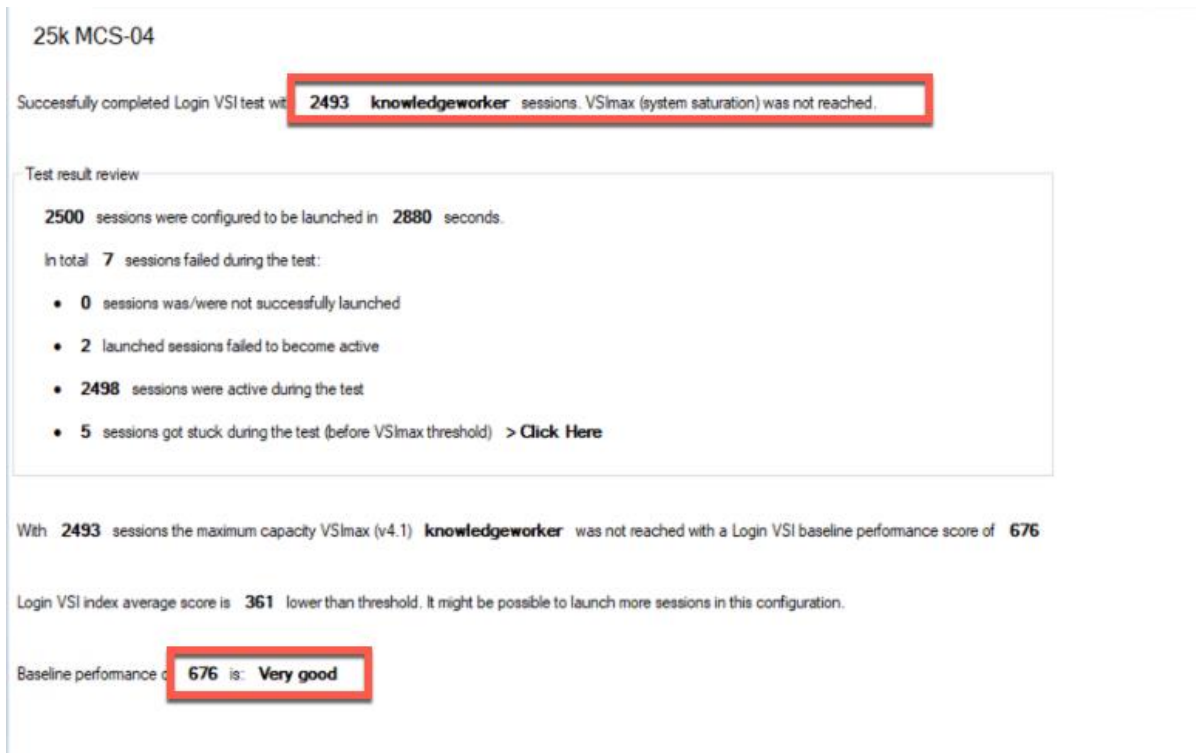 25k MCS-04
Successfully completed Login VSI test wit 2493 knowledgeworker sessions. VSImax (system saturation) was not reached.
Test result review
2500 sessions were configured to be launched in 2880 seconds.
In total 7 sessions failed during the test:
• 0 sessions was/were not successfully launched
• 2 launched sessions failed to become active
• 2498 sessions were active during the test
• 5 sessions got stuck during the test (before VSImax threshold) > Click Here
With 2493 sessions the maximum capacity VSImax (v4.1) knowledgeworker was not reached with a Login VSI baseline performance score of 676
Login VSI index average score is 361 lower than threshold. It might be possible to launch more sessions in this configuration.
Baseline performance 676 is: Very good